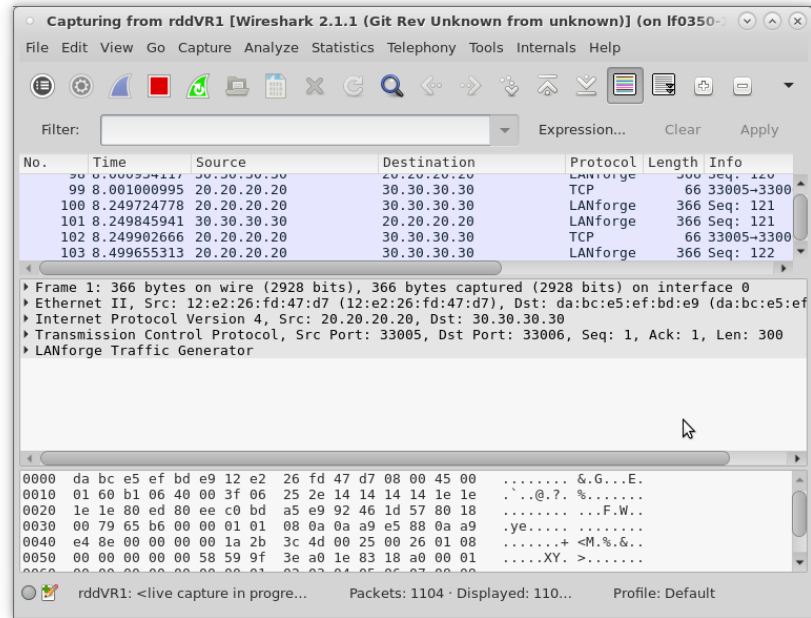 Capturing from rddVR1 [Wireshark 2.1.1 (Git Rev Unknown from unknown)] (on lf0350-
File Edit View Go Capture Analyze Statistics Telephony Tools Internals Help
Filter: Expression... Clear Apply
No. Time Source Destination Protocol Length Info
98 8.000954117 30.30.30.30 20.20.20.20 LANforge 366 Seq: 120
99 8.001000995 20.20.20.20 30.30.30.30 TCP 66 33005→3300
100 8.249724778 20.20.20.20 30.30.30.30 LANforge 366 Seq: 121
101 8.249845941 30.30.30.30 20.20.20.20 LANforge 366 Seq: 121
102 8.249902666 20.20.20.20 30.30.30.30 TCP 66 33005→3300
103 8.499655313 20.20.20.20 30.30.30.30 LANforge 366 Seq: 122
Frame 1: 366 bytes on wire (2928 bits), 366 bytes captured (2928 bits) on interface 0
Ethernet II, Src: 12:e2:26:fd:47:d7 (12:e2:26:fd:47:d7), Dst: da:bc:e5:ef:bd:e9 (da:bc:e5:ef
Internet Protocol Version 4, Src: 20.20.20.20, Dst: 30.30.30.30
Transmission Control Protocol, Src Port: 33005, Dst Port: 33006, Seq: 1, Ack: 1, Len: 300
LANforge Traffic Generator
0000 da bc e5 ef bd e9 12 e2 26 fd 47 d7 08 00 45 00 ........ &.G...E.
0010 01 60 b1 06 40 00 3f 06 25 2e 14 14 14 14 1e 1e .`..@.?. %.......
0020 1e 1e 80 ed 80 ee c0 bd a5 e9 92 46 1d 57 80 18 ........ ...F.W..
0030 00 79 65 b6 00 00 01 01 08 0a 0a a9 e5 88 0a a9 .ye..... ........
0040 e4 8e 00 00 00 00 1a 2b 3c 4d 00 25 00 26 01 08 .......+ <M.%.&..
0050 00 00 00 00 00 58 59 9f 3e a0 1e 83 18 a0 00 01 .....XY. >.......
rddVR1: <live capture in progre... Packets: 1104 · Displayed: 110... Profile: Default